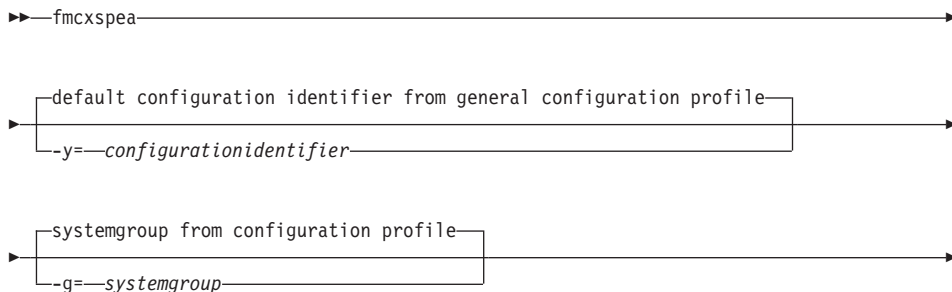 fmcxspea
default configuration identifier from general configuration profile
-y= configurationidentifier
systemgroup from configuration profile
-g= systemgroup